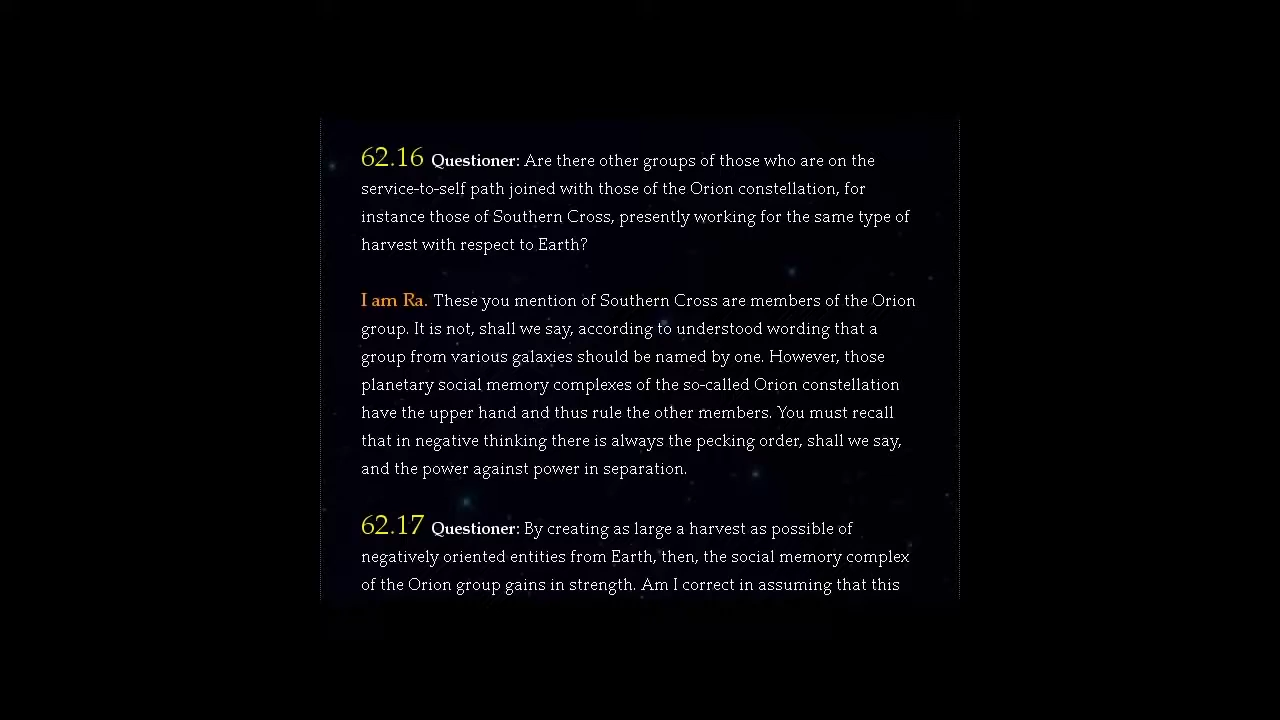 62.16 Questioner: Are there other groups of those who are on the
service-to-self path joined with those of the Orion constellation, for
instance those of Southern Cross, presently working for the same type of
harvest with respect to Earth?
I am Ra. These you mention of Southern Cross are members of the Orion
group. It is not, shall we say, according to understood wording that a
group from various galaxies should be named by one. However, those
planetary social memory complexes of the so-called Orion constellation
have the upper hand and thus rule the other members. You must recall
that in negative thinking there is always the pecking order, shall we say,
and the power against power in separation.
62.17 Questioner: By creating as large a harvest as possible of
negatively oriented entities from Earth, then, the social memory complex
of the Orion group gains in strength. Am I correct in assuming that this